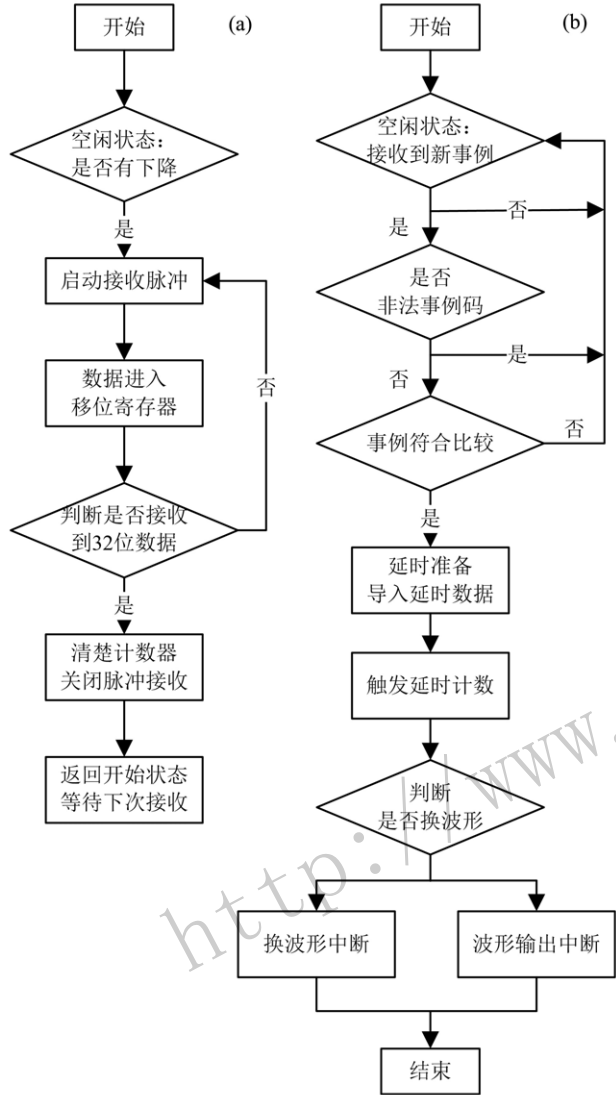 (a)
开始
空闲状态：
是否有下降
是
启动接收脉冲
数据进入
移位寄存器
否
判断是否接收
到32位数据
是
清楚计数器
关闭脉冲接收
返回开始状态
等待下次接收
(b)
开始
空闲状态：
接收到新事例
否
是
是否
非法事例码
是
否
事例符合比较
否
是
延时准备
导入延时数据
触发延时计数
判断
是否换波形
换波形中断
波形输出中断
结束
http://www.